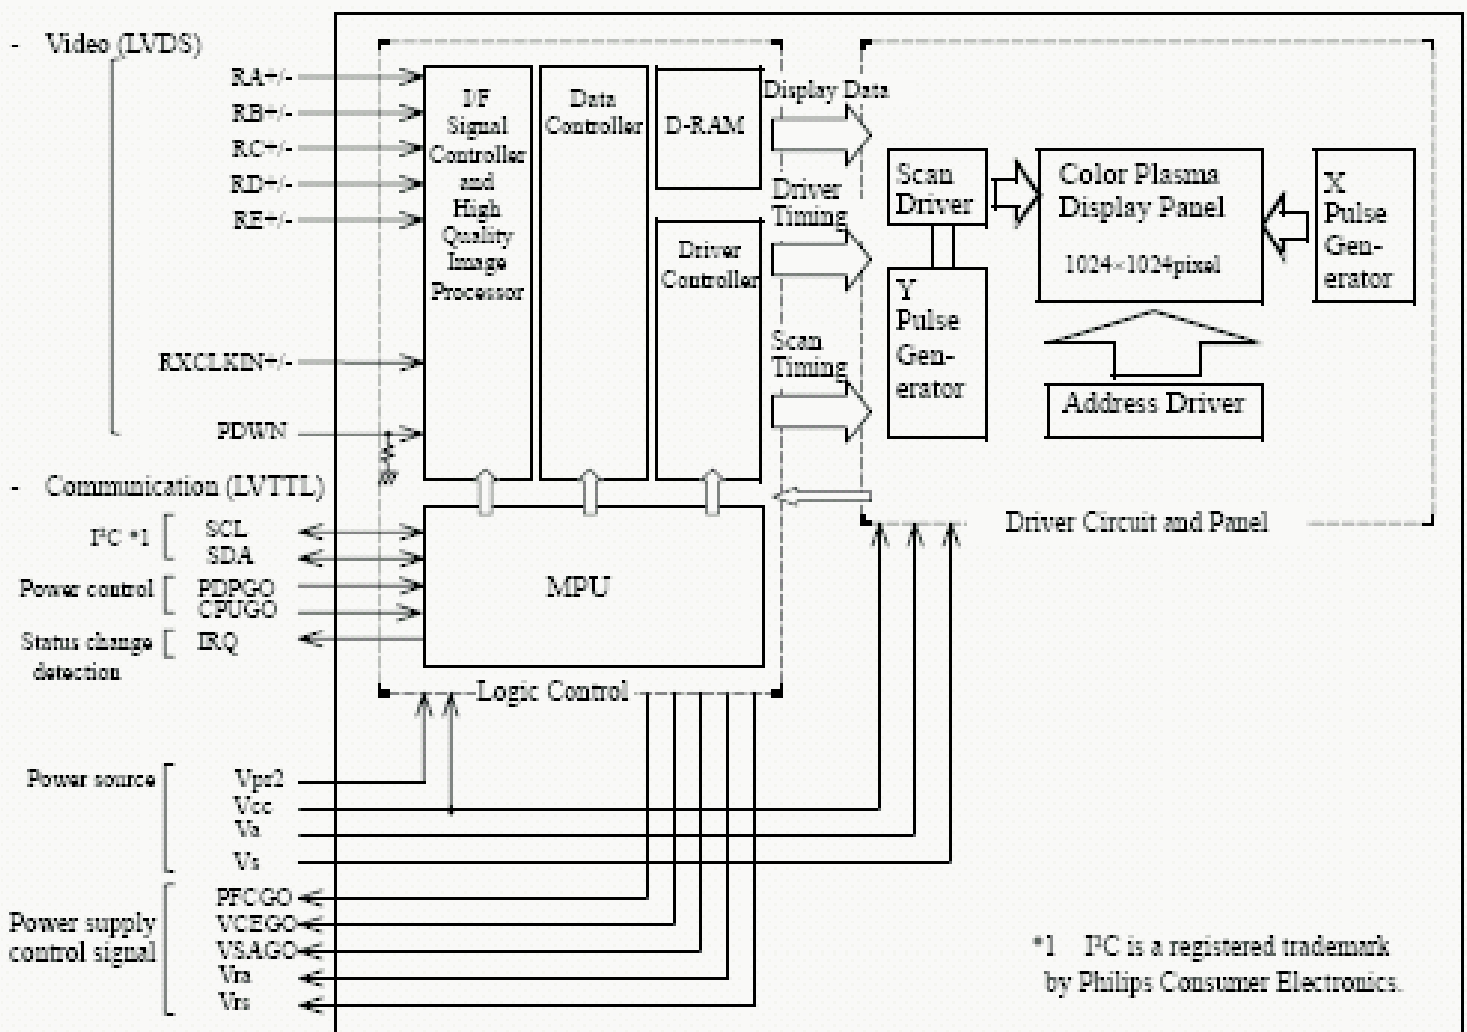 - Video (LVDS)
RA+/-
RB+/-
RC+/-
RD+/-
RE+/-
RXCLKIN+/-
PDWN
- Communication (LVTTL)
I²C *1
SCL
SDA
Power control
PDPGO
CPUGO
Status change
detection
IRQ
I/F
Signal
Controller
and
High
Quality
Image
Processor
Data
Controller
D-RAM
Driver
Controller
MPU
Logic Control
Display Data
Driver
Timing
Scan
Timing
Scan
Driver
Y
Pulse
Gen-
erator
Color Plasma
Display Panel
1024×1024pixel
X
Pulse
Gen-
erator
Address Driver
Driver Circuit and Panel
Power source
Vpr2
Vcc
Va
Vs
Power supply
control signal
PFCGO
VCEGO
VSAGO
Vra
Vrs
*1 I²C is a registered trademark
by Philips Consumer Electronics.